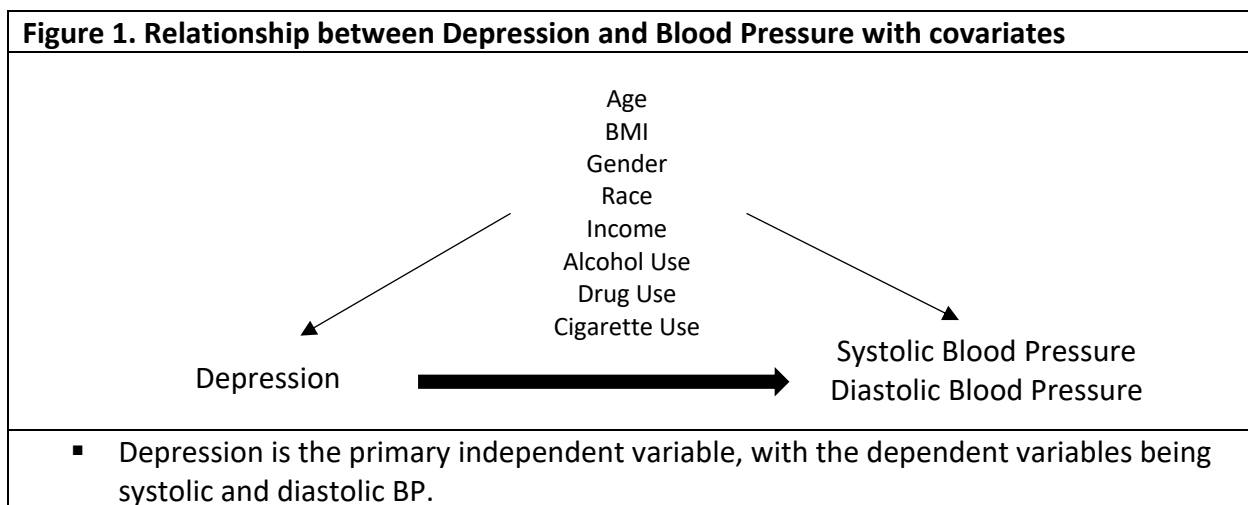 Figure 1. Relationship between Depression and Blood Pressure with covariates
Age
BMI
Gender
Race
Income
Alcohol Use
Drug Use
Cigarette Use
Depression
Systolic Blood Pressure
Diastolic Blood Pressure
▪ Depression is the primary independent variable, with the dependent variables being
systolic and diastolic BP.